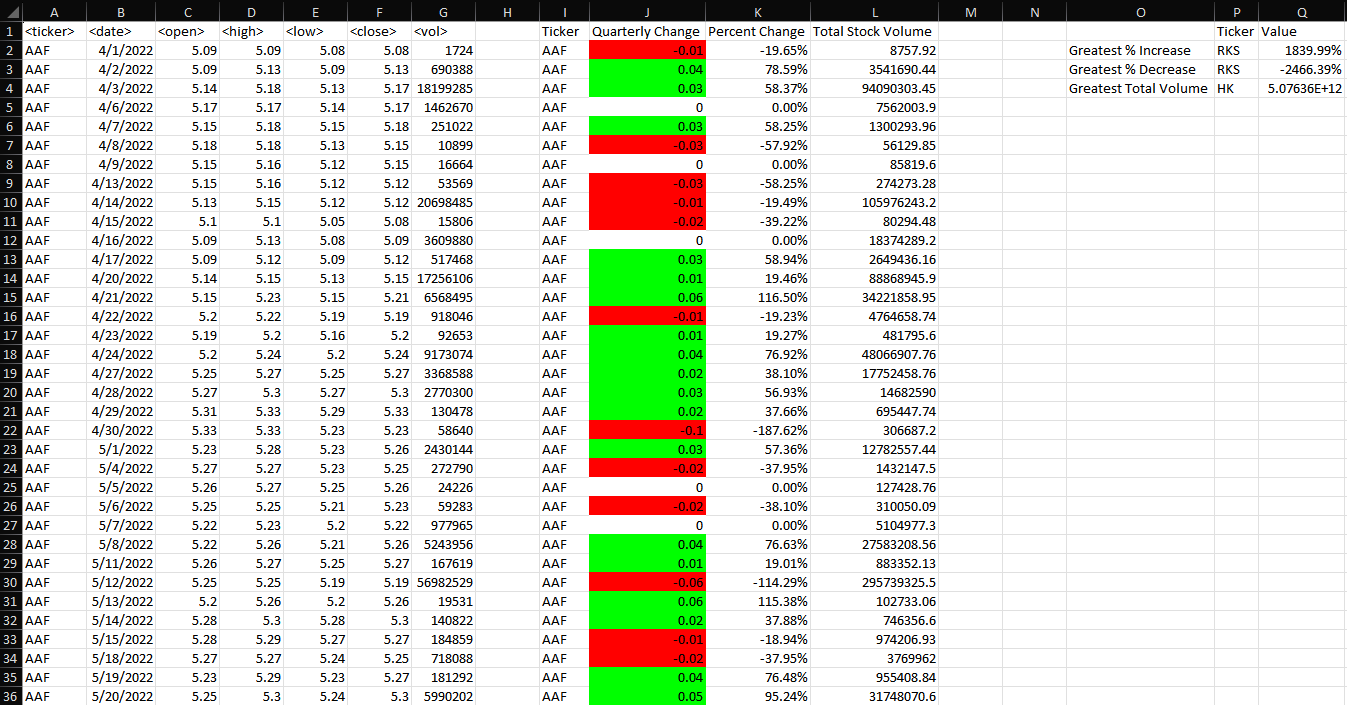 A B C D E F G H I J K L M N O P Q
1 <ticker> <date> <open> <high> <low> <close> <vol> Ticker Quarterly Change Percent Change Total Stock Volume Ticker Value
2 AAF 4/1/2022 5.09 5.09 5.08 5.08 1724 AAF -0.01 -19.65% 8757.92 Greatest % Increase RKS 1839.99%
3 AAF 4/2/2022 5.09 5.13 5.09 5.13 690388 AAF 0.04 78.59% 3541690.44 Greatest % Decrease RKS -2466.39%
4 AAF 4/3/2022 5.14 5.18 5.13 5.17 18199285 AAF 0.03 58.37% 94090303.45 Greatest Total Volume HK 5.07636E+12
5 AAF 4/6/2022 5.17 5.17 5.14 5.17 1462670 AAF 0 0.00% 7562003.9
6 AAF 4/7/2022 5.15 5.18 5.15 5.18 251022 AAF 0.03 58.25% 1300293.96
7 AAF 4/8/2022 5.18 5.18 5.13 5.15 10899 AAF -0.03 -57.92% 56129.85
8 AAF 4/9/2022 5.15 5.16 5.12 5.15 16664 AAF 0 0.00% 85819.6
9 AAF 4/13/2022 5.15 5.16 5.12 5.12 53569 AAF -0.03 -58.25% 274273.28
10 AAF 4/14/2022 5.13 5.15 5.12 5.12 20698485 AAF -0.01 -19.49% 105976243.2
11 AAF 4/15/2022 5.1 5.1 5.05 5.08 15806 AAF -0.02 -39.22% 80294.48
12 AAF 4/16/2022 5.09 5.13 5.08 5.09 3609880 AAF 0 0.00% 18374289.2
13 AAF 4/17/2022 5.09 5.12 5.09 5.12 517468 AAF 0.03 58.94% 2649436.16
14 AAF 4/20/2022 5.14 5.15 5.13 5.15 17256106 AAF 0.01 19.46% 88868945.9
15 AAF 4/21/2022 5.15 5.23 5.15 5.21 6568495 AAF 0.06 116.50% 34221858.95
16 AAF 4/22/2022 5.2 5.22 5.19 5.19 918046 AAF -0.01 -19.23% 4764658.74
17 AAF 4/23/2022 5.19 5.2 5.16 5.2 92653 AAF 0.01 19.27% 481795.6
18 AAF 4/24/2022 5.2 5.24 5.2 5.24 9173074 AAF 0.04 76.92% 48066907.76
19 AAF 4/27/2022 5.25 5.27 5.25 5.27 3368588 AAF 0.02 38.10% 17752458.76
20 AAF 4/28/2022 5.27 5.3 5.27 5.3 2770300 AAF 0.03 56.93% 14682590
21 AAF 4/29/2022 5.31 5.33 5.29 5.33 130478 AAF 0.02 37.66% 695447.74
22 AAF 4/30/2022 5.33 5.33 5.23 5.23 58640 AAF -0.1 -187.62% 306687.2
23 AAF 5/1/2022 5.23 5.28 5.23 5.26 2430144 AAF 0.03 57.36% 12782557.44
24 AAF 5/4/2022 5.27 5.27 5.23 5.25 272790 AAF -0.02 -37.95% 1432147.5
25 AAF 5/5/2022 5.26 5.27 5.25 5.26 24226 AAF 0 0.00% 127428.76
26 AAF 5/6/2022 5.25 5.25 5.21 5.23 59283 AAF -0.02 -38.10% 310050.09
27 AAF 5/7/2022 5.22 5.23 5.2 5.22 977965 AAF 0 0.00% 5104977.3
28 AAF 5/8/2022 5.22 5.26 5.21 5.26 5243956 AAF 0.04 76.63% 27583208.56
29 AAF 5/11/2022 5.26 5.27 5.25 5.27 167619 AAF 0.01 19.01% 883352.13
30 AAF 5/12/2022 5.25 5.25 5.19 5.19 56982529 AAF -0.06 -114.29% 295739325.5
31 AAF 5/13/2022 5.2 5.26 5.2 5.26 19531 AAF 0.06 115.38% 102733.06
32 AAF 5/14/2022 5.28 5.3 5.28 5.3 140822 AAF 0.02 37.88% 746356.6
33 AAF 5/15/2022 5.28 5.29 5.27 5.27 184859 AAF -0.01 -18.94% 974206.93
34 AAF 5/18/2022 5.27 5.27 5.24 5.25 718088 AAF -0.02 -37.95% 3769962
35 AAF 5/19/2022 5.23 5.29 5.23 5.27 181292 AAF 0.04 76.48% 955408.84
36 AAF 5/20/2022 5.25 5.3 5.24 5.3 5990202 AAF 0.05 95.24% 31748070.6